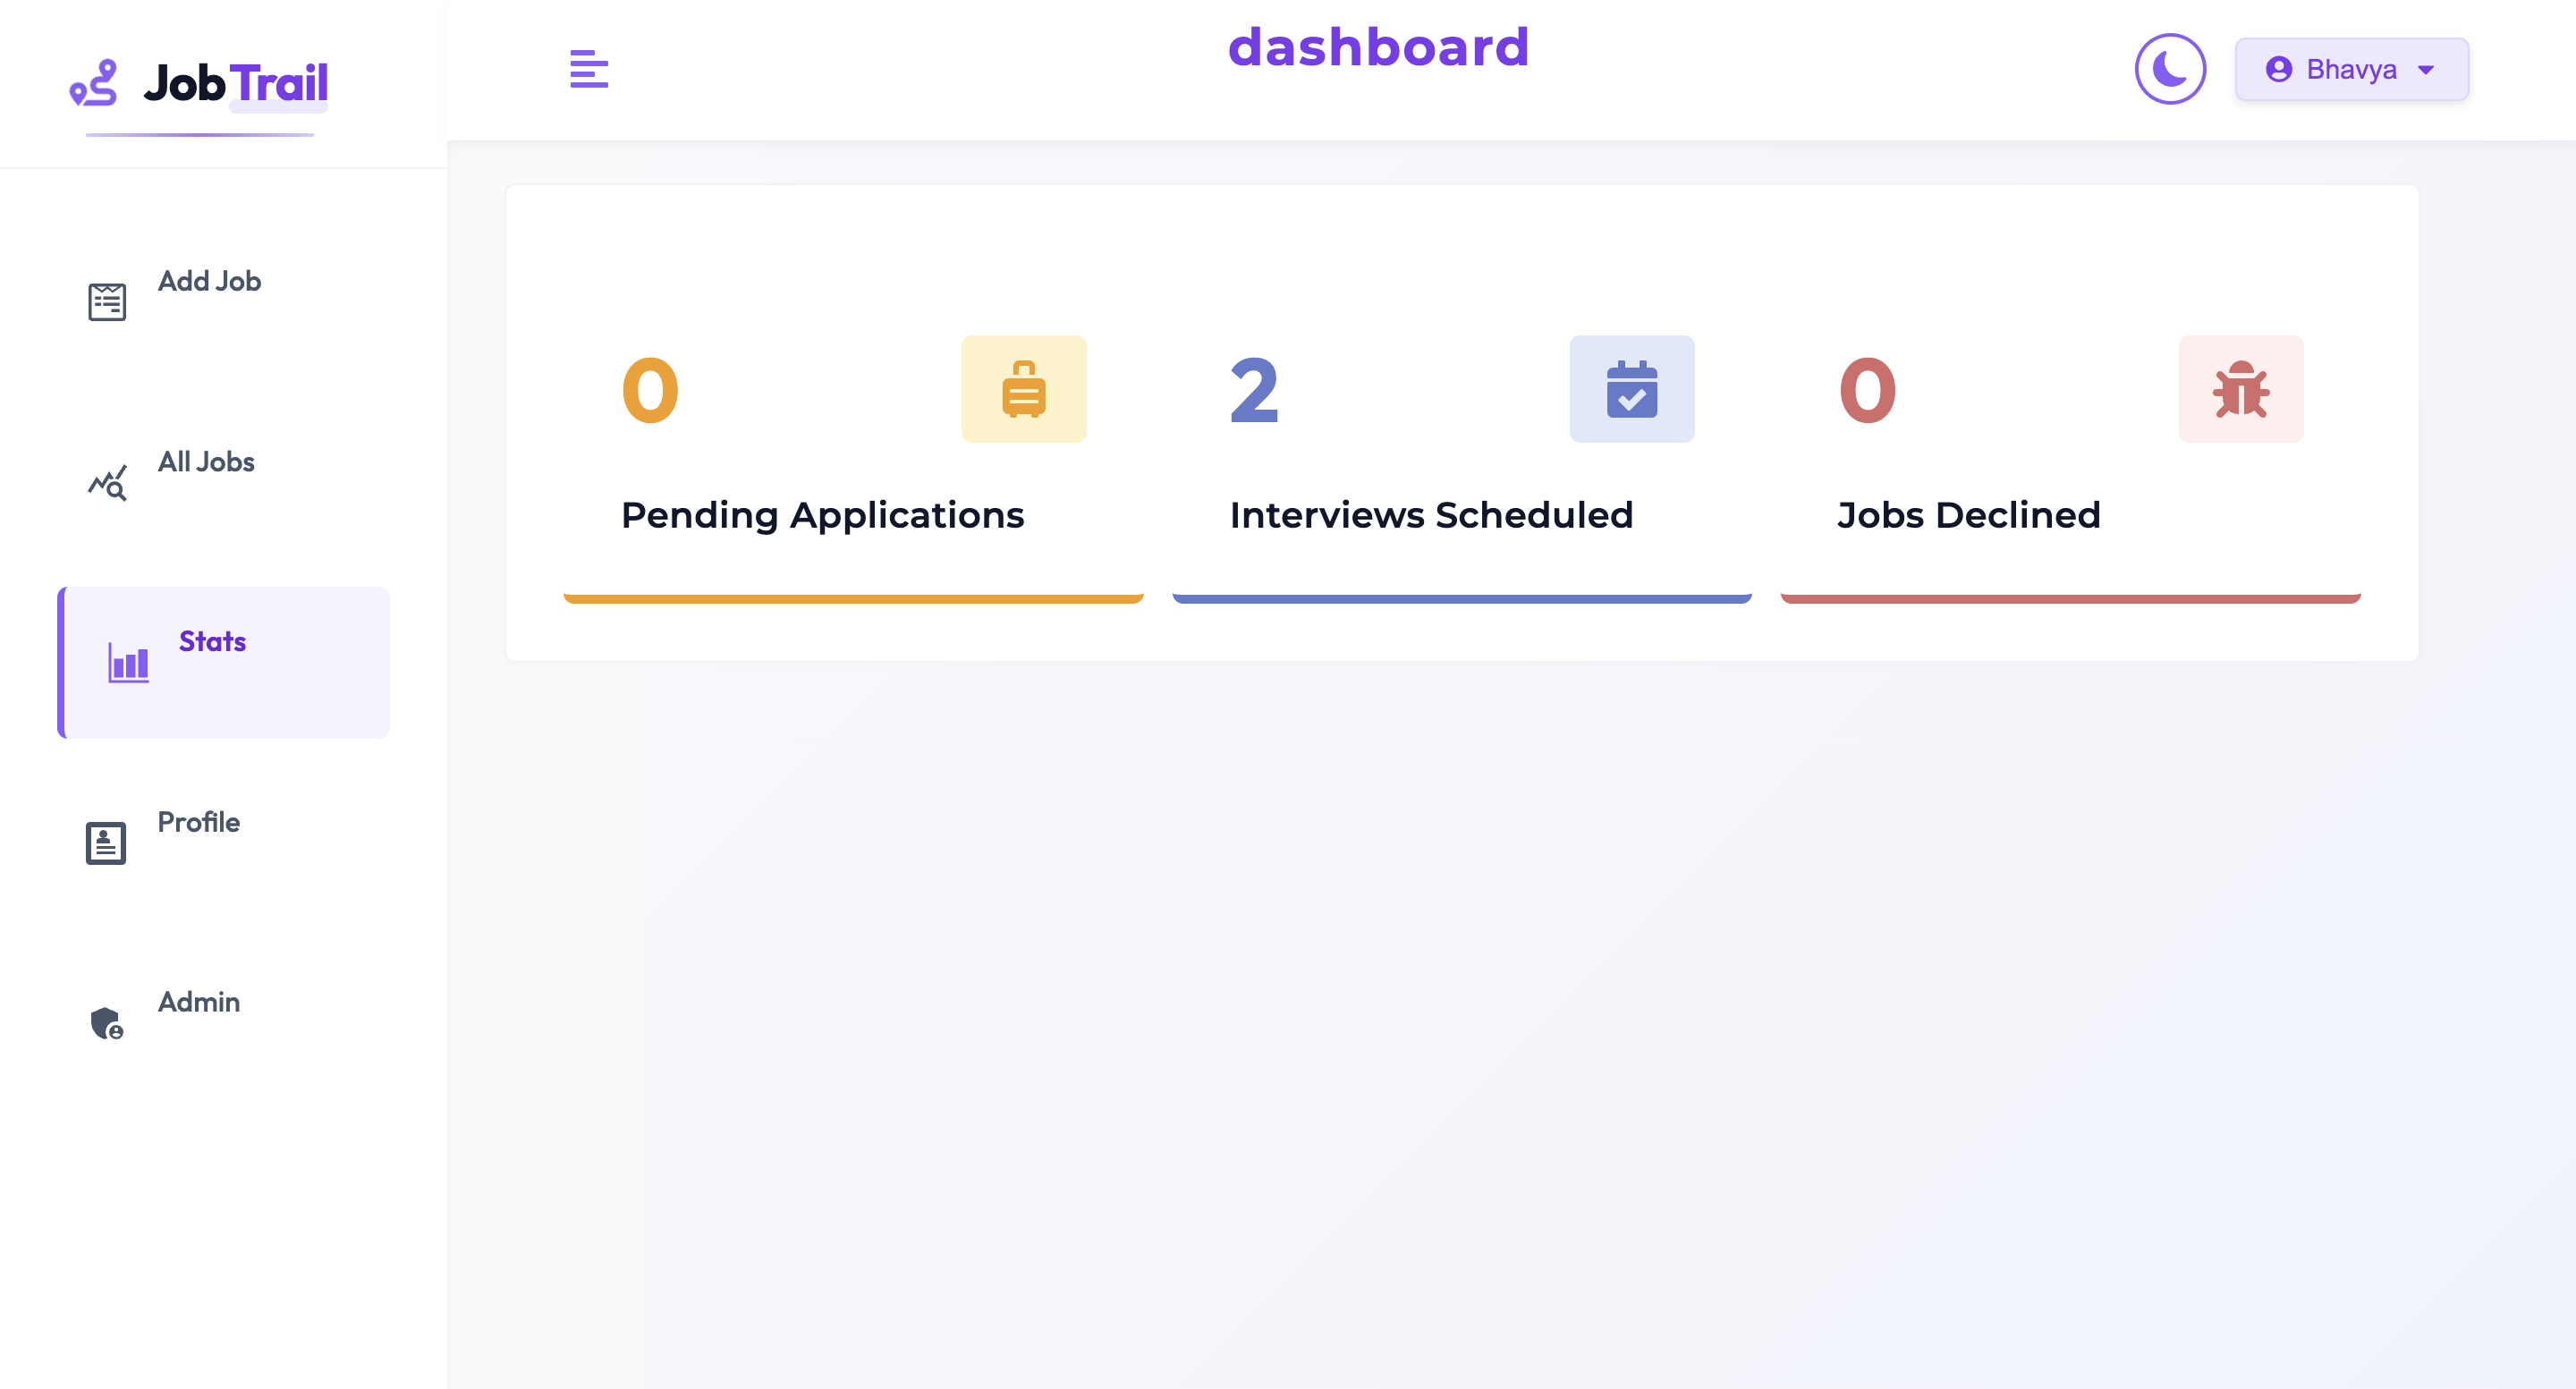 JobTrail
dashboard
Bhavya
Add Job
All Jobs
Stats
Profile
Admin
0
2
0
Pending Applications
Interviews Scheduled
Jobs Declined